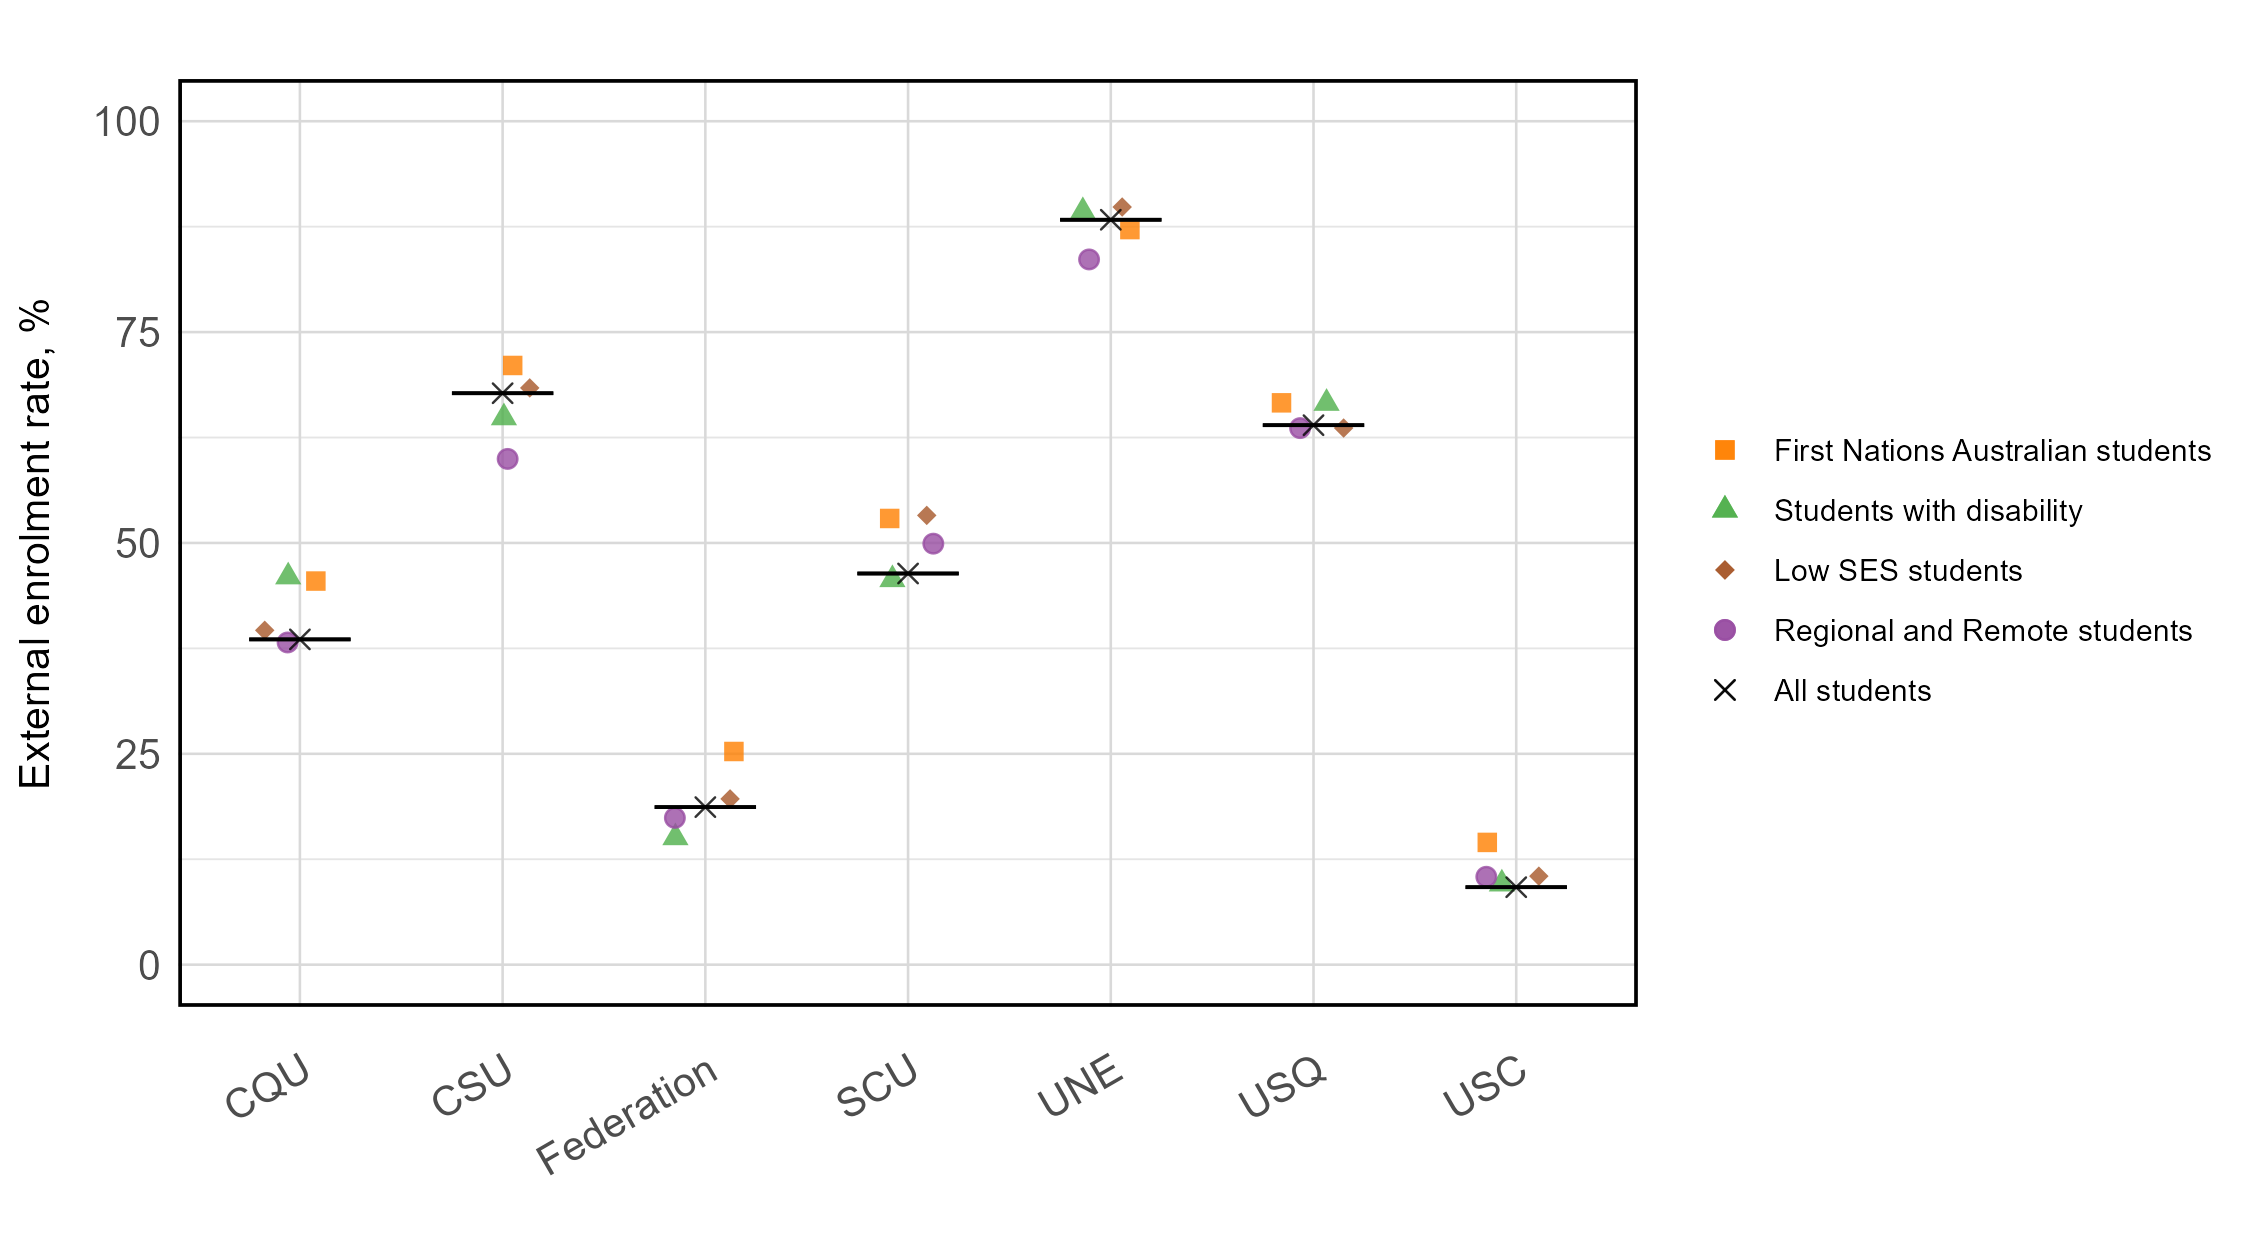 External enrolment rate, %
100
75
50
25
0
CQU
CSU
Federation
SCU
UNE
USQ
USC
First Nations Australian students
Students with disability
Low SES students
Regional and Remote students
All students